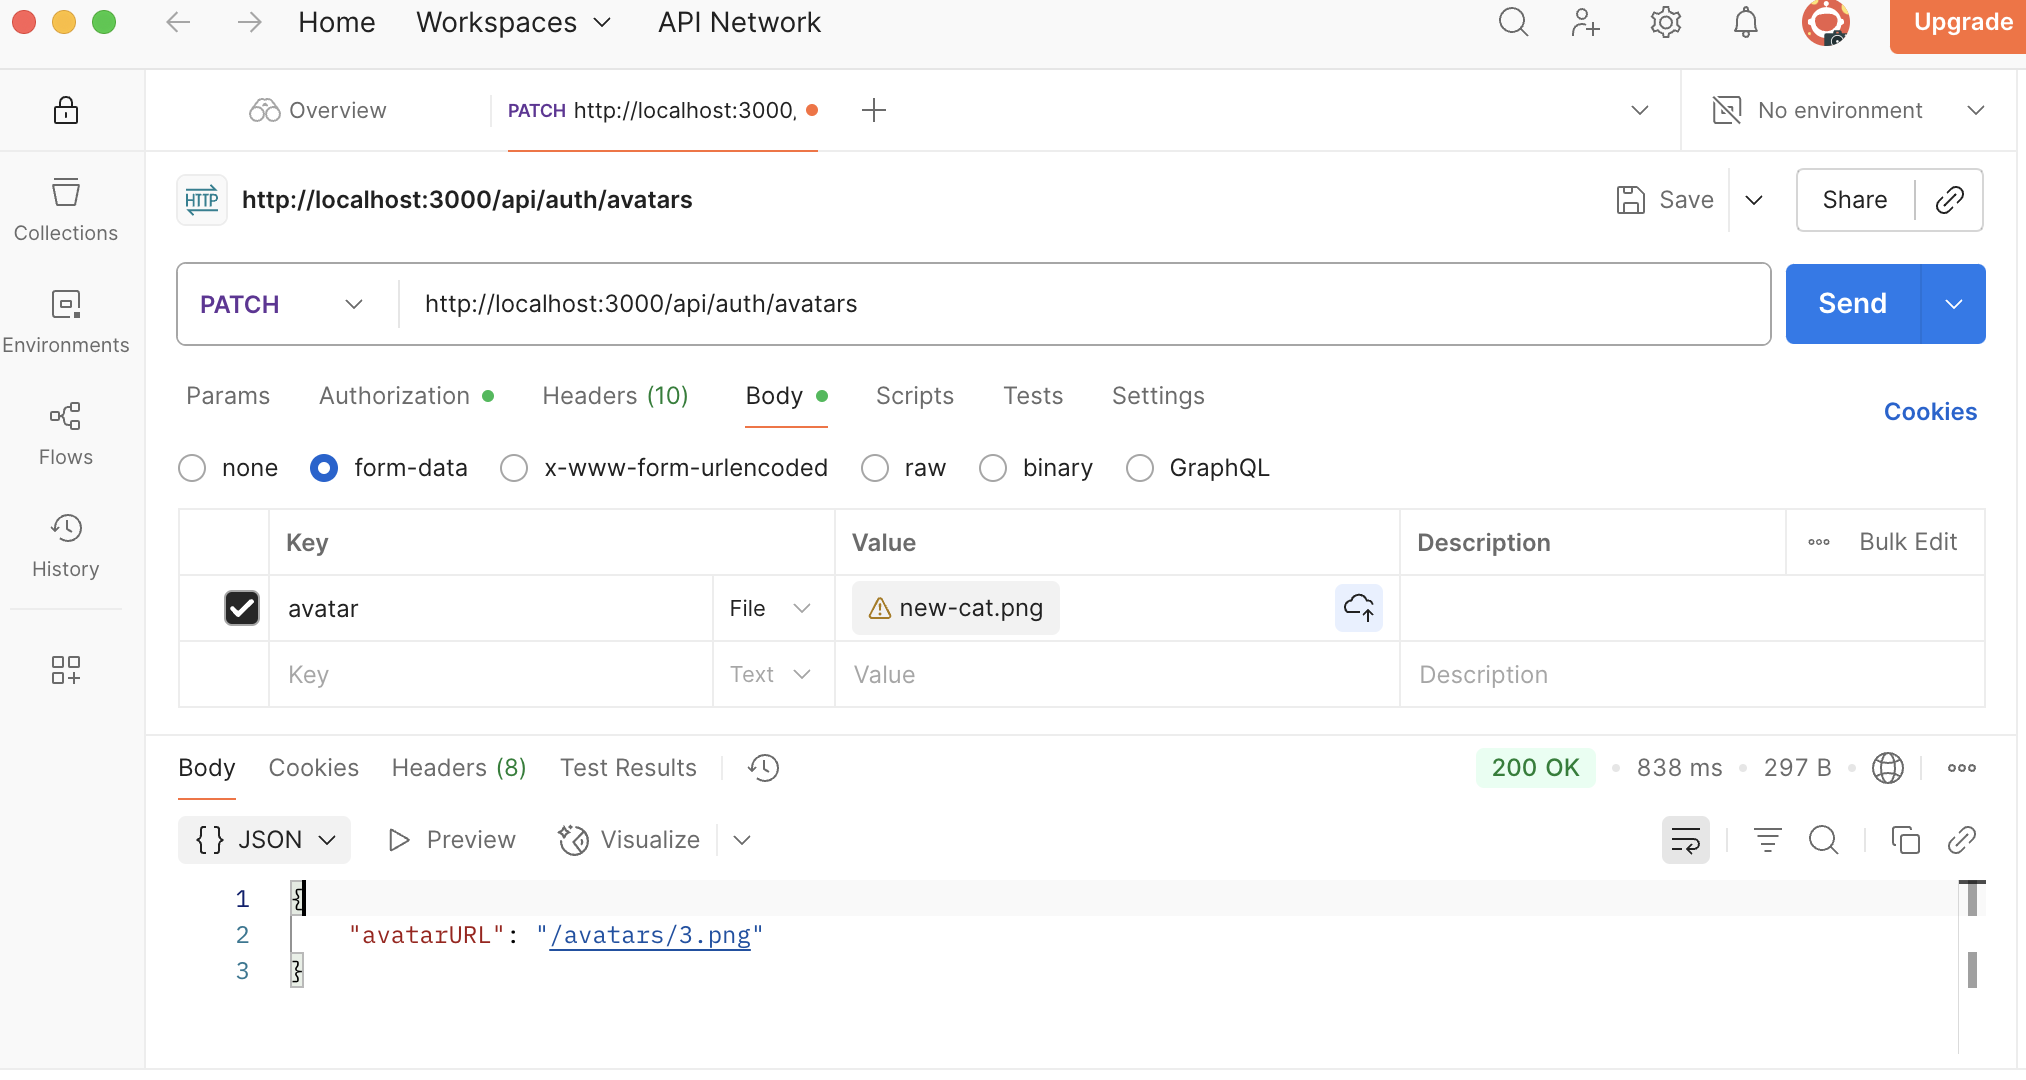 Home Workspaces API Network Upgrade
Overview PATCH http://localhost:3000, No environment
HTTP http://localhost:3000/api/auth/avatars Save Share
Collections
PATCH http://localhost:3000/api/auth/avatars Send
Environments
Params Authorization Headers (10) Body Scripts Tests Settings Cookies
Flows
none form-data x-www-form-urlencoded raw binary GraphQL
Key Value Description Bulk Edit
History
avatar File new-cat.png
Key Text Value Description
Body Cookies Headers (8) Test Results 200 OK 838 ms 297 B
{} JSON Preview Visualize
1 {
2 "avatarURL": "/avatars/3.png"
3 }